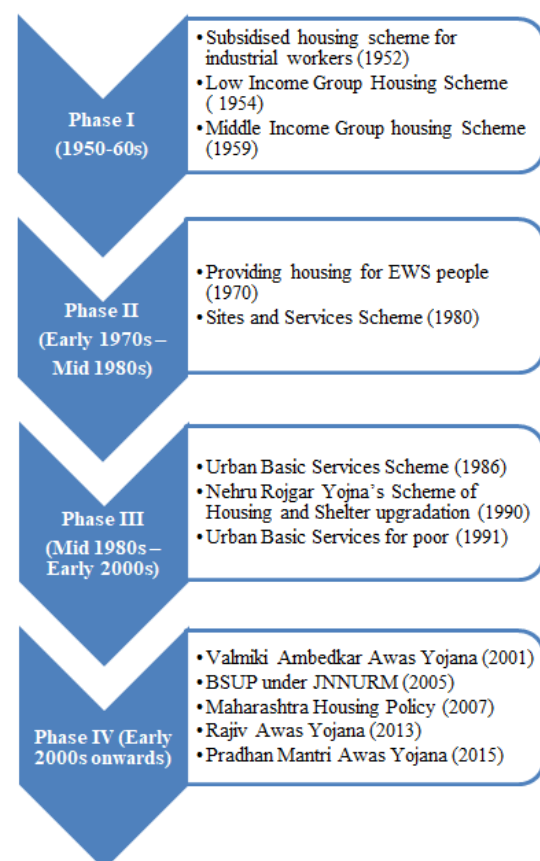 Phase I
(1950-60s)
•Subsidised housing scheme for
industrial workers (1952)
•Low Income Group Housing Scheme
( 1954)
•Middle Income Group housing Scheme
(1959)
Phase II
(Early 1970s –
Mid 1980s)
•Providing housing for EWS people
(1970)
•Sites and Services Scheme (1980)
Phase III
(Mid 1980s –
Early 2000s)
•Urban Basic Services Scheme (1986)
•Nehru Rojgar Yojna’s Scheme of
Housing and Shelter upgradation (1990)
•Urban Basic Services for poor (1991)
Phase IV (Early
2000s onwards)
•Valmiki Ambedkar Awas Yojana (2001)
•BSUP under JNNURM (2005)
•Maharashtra Housing Policy (2007)
•Rajiv Awas Yojana (2013)
•Pradhan Mantri Awas Yojana (2015)